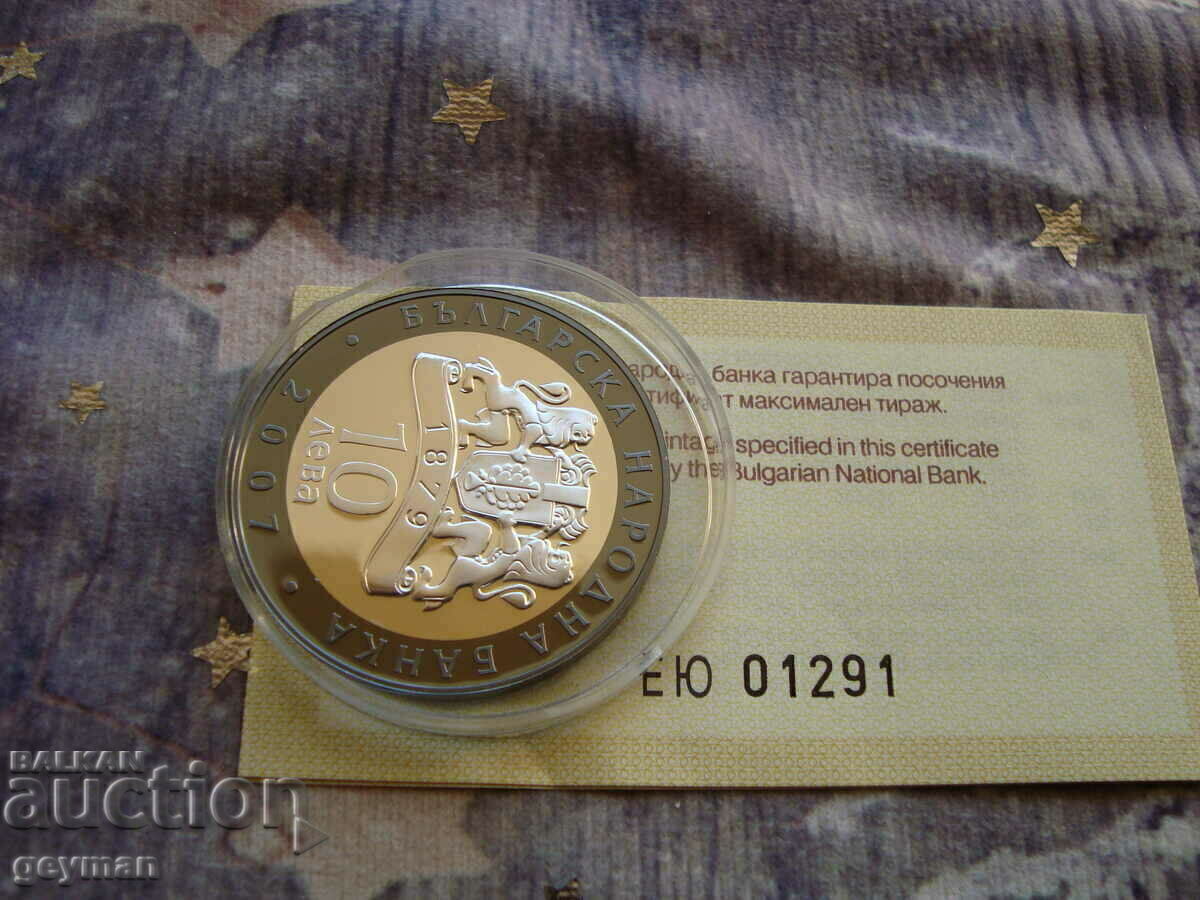 БЪЛГАРСКА НАРОДНА БАНКА • 2007 •
1879
10
лева
банка гарантира посочения
максимален тираж.
specified in this certificate
Bulgarian National Bank.
ЕЮ 01291
BALKAN
auction
geyman